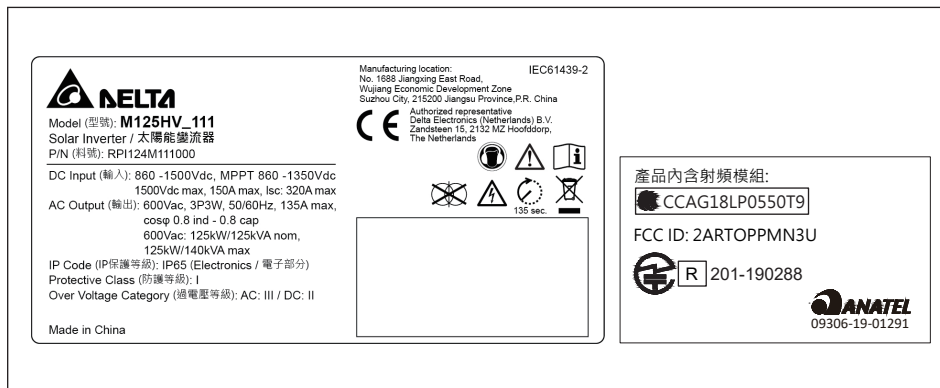 DELTA
Model (型號): M125HV_111
Solar Inverter / 太陽能變流器
P/N (料號): RPI124M111000
DC Input (輸入): 860 -1500Vdc, MPPT 860 -1350Vdc
1500Vdc max, 150A max, Isc: 320A max
AC Output (輸出): 600Vac, 3P3W, 50/60Hz, 135A max,
cosφ 0.8 ind - 0.8 cap
600Vac: 125kW/125kVA nom,
125kW/140kVA max
IP Code (IP保護等級): IP65 (Electronics / 電子部分)
Protective Class (防護等級): I
Over Voltage Category (過電壓等級): AC: III / DC: II
Made in China
Manufacturing location:
IEC61439-2
No. 1688 Jiangxing East Road,
Wujiang Economic Development Zone
Suzhou City, 215200 Jiangsu Province,P.R. China
CE
Authorized representative
Delta Electronics (Netherlands) B.V.
Zandsteen 15, 2132 MZ Hoofddorp,
The Netherlands
135 sec.
產品內含射頻模組:
CCAG18LP0550T9
FCC ID: 2ARTOPPMN3U
R 201-190288
ANATEL
09306-19-01291